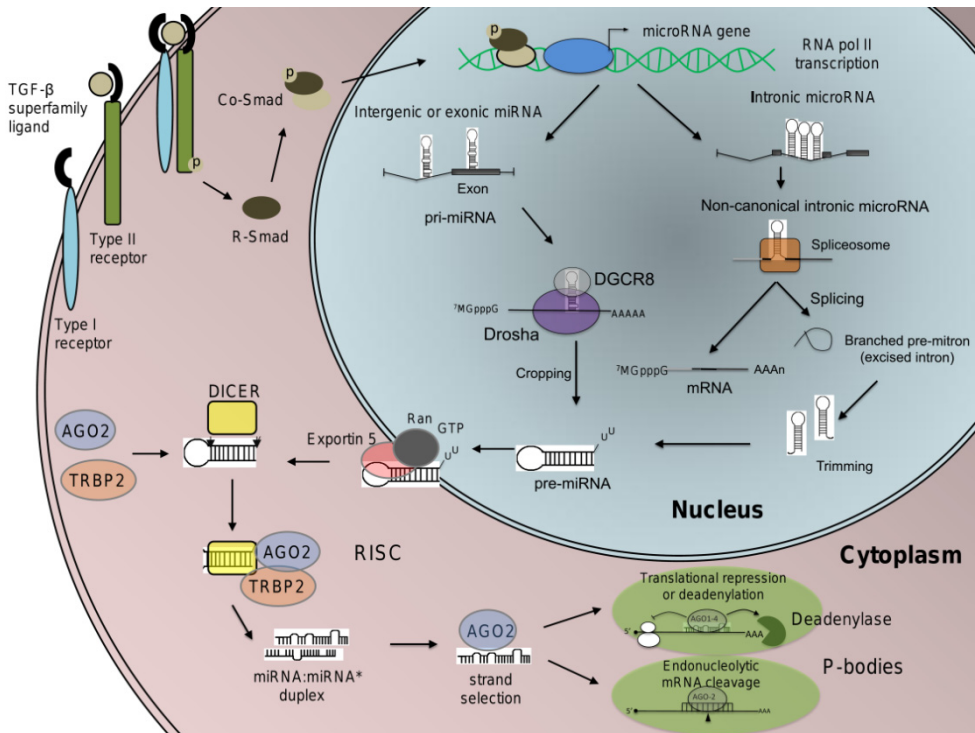 TGF-β
superfamily
ligand
p
Type II
receptor
Type I
receptor
R-Smad
Co-Smad
p
p
microRNA gene
RNA pol II
transcription
Intergenic or exonic miRNA
Exon
pri-miRNA
Intronic microRNA
Non-canonical intronic microRNA
Spliceosome
Splicing
Branched pre-mitron
(excised intron)
DGCR8
⁷MGpppG
AAAAA
Drosha
Cropping
⁷MGpppG
AAAn
mRNA
Trimming
UU
pre-miRNA
Nucleus
Ran
GTP
Exportin 5
UU
DICER
AGO2
TRBP2
AGO2
TRBP2
RISC
miRNA:miRNA*
duplex
AGO2
strand
selection
Cytoplasm
Translational repression
or deadenylation
AGO1-4
5'
AAA
Deadenylase
P-bodies
Endonucleolytic
mRNA cleavage
AGO-2
5'
AAA